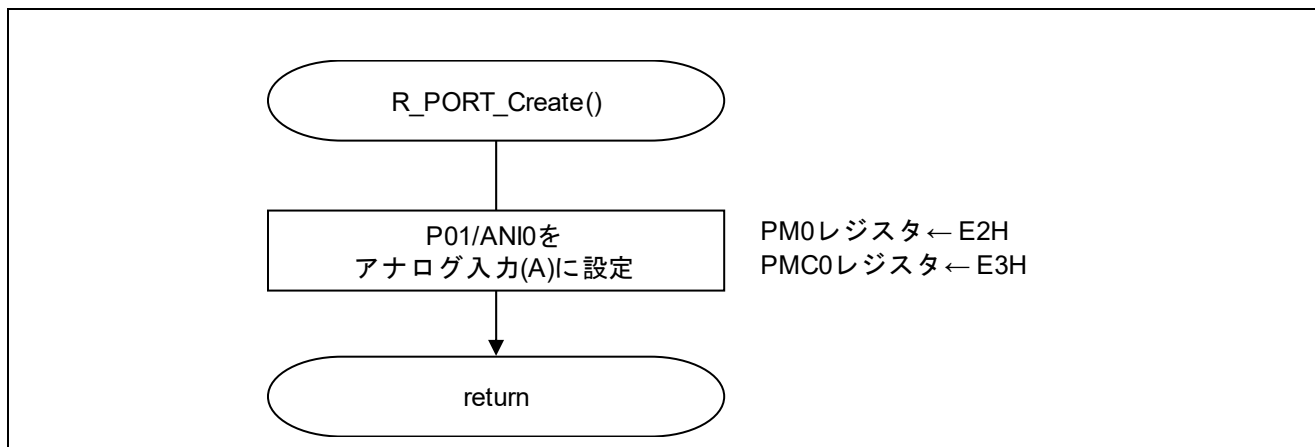 R_PORT_Create()
P01/ANI0を
アナログ入力(A)に設定
PM0レジスタ← E2H
PMC0レジスタ← E3H
return